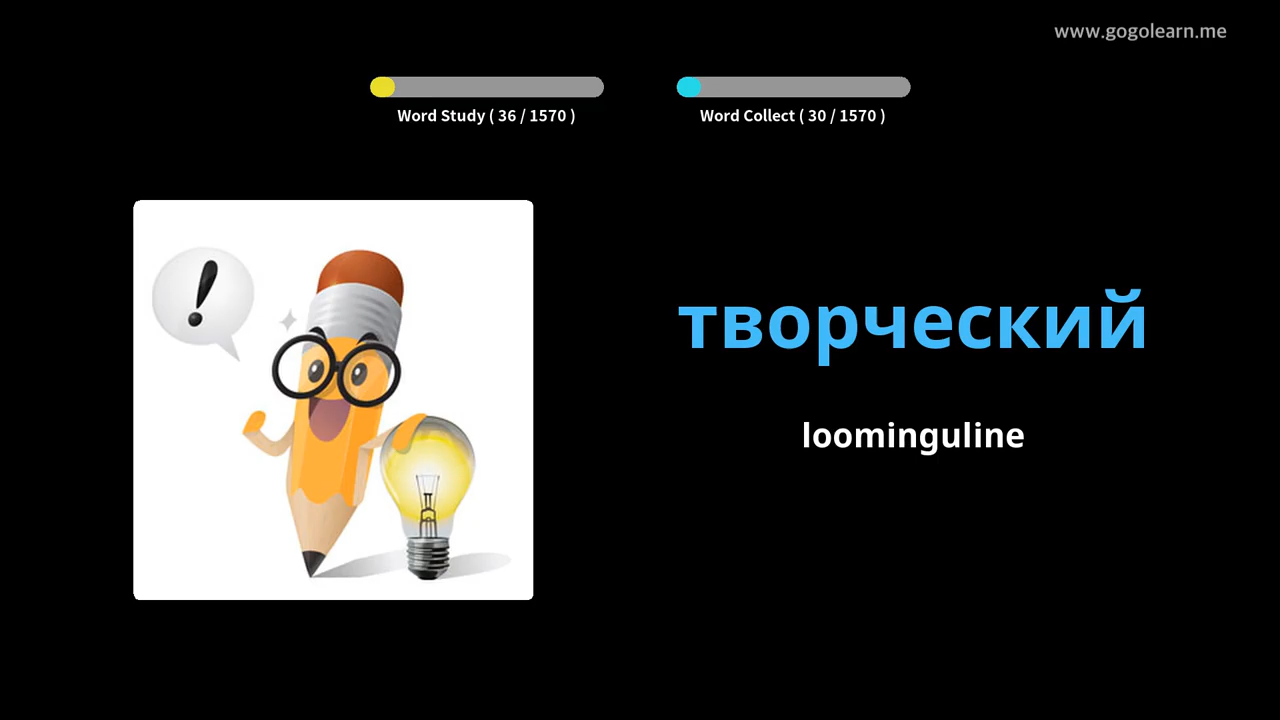 www.gogolearn.me
Word Study ( 36 / 1570 )
Word Collect ( 30 / 1570 )
!
творческий
loominguline